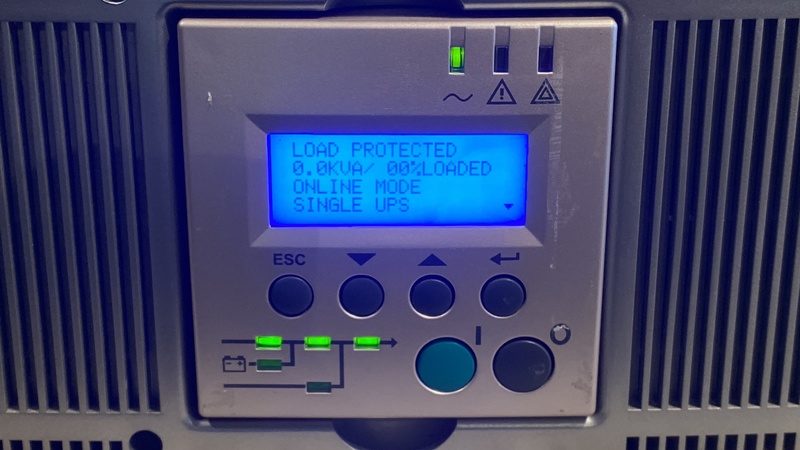 LOAD PROTECTED
0.0KVA/ 00%LOADED
ONLINE MODE
SINGLE UPS
ESC